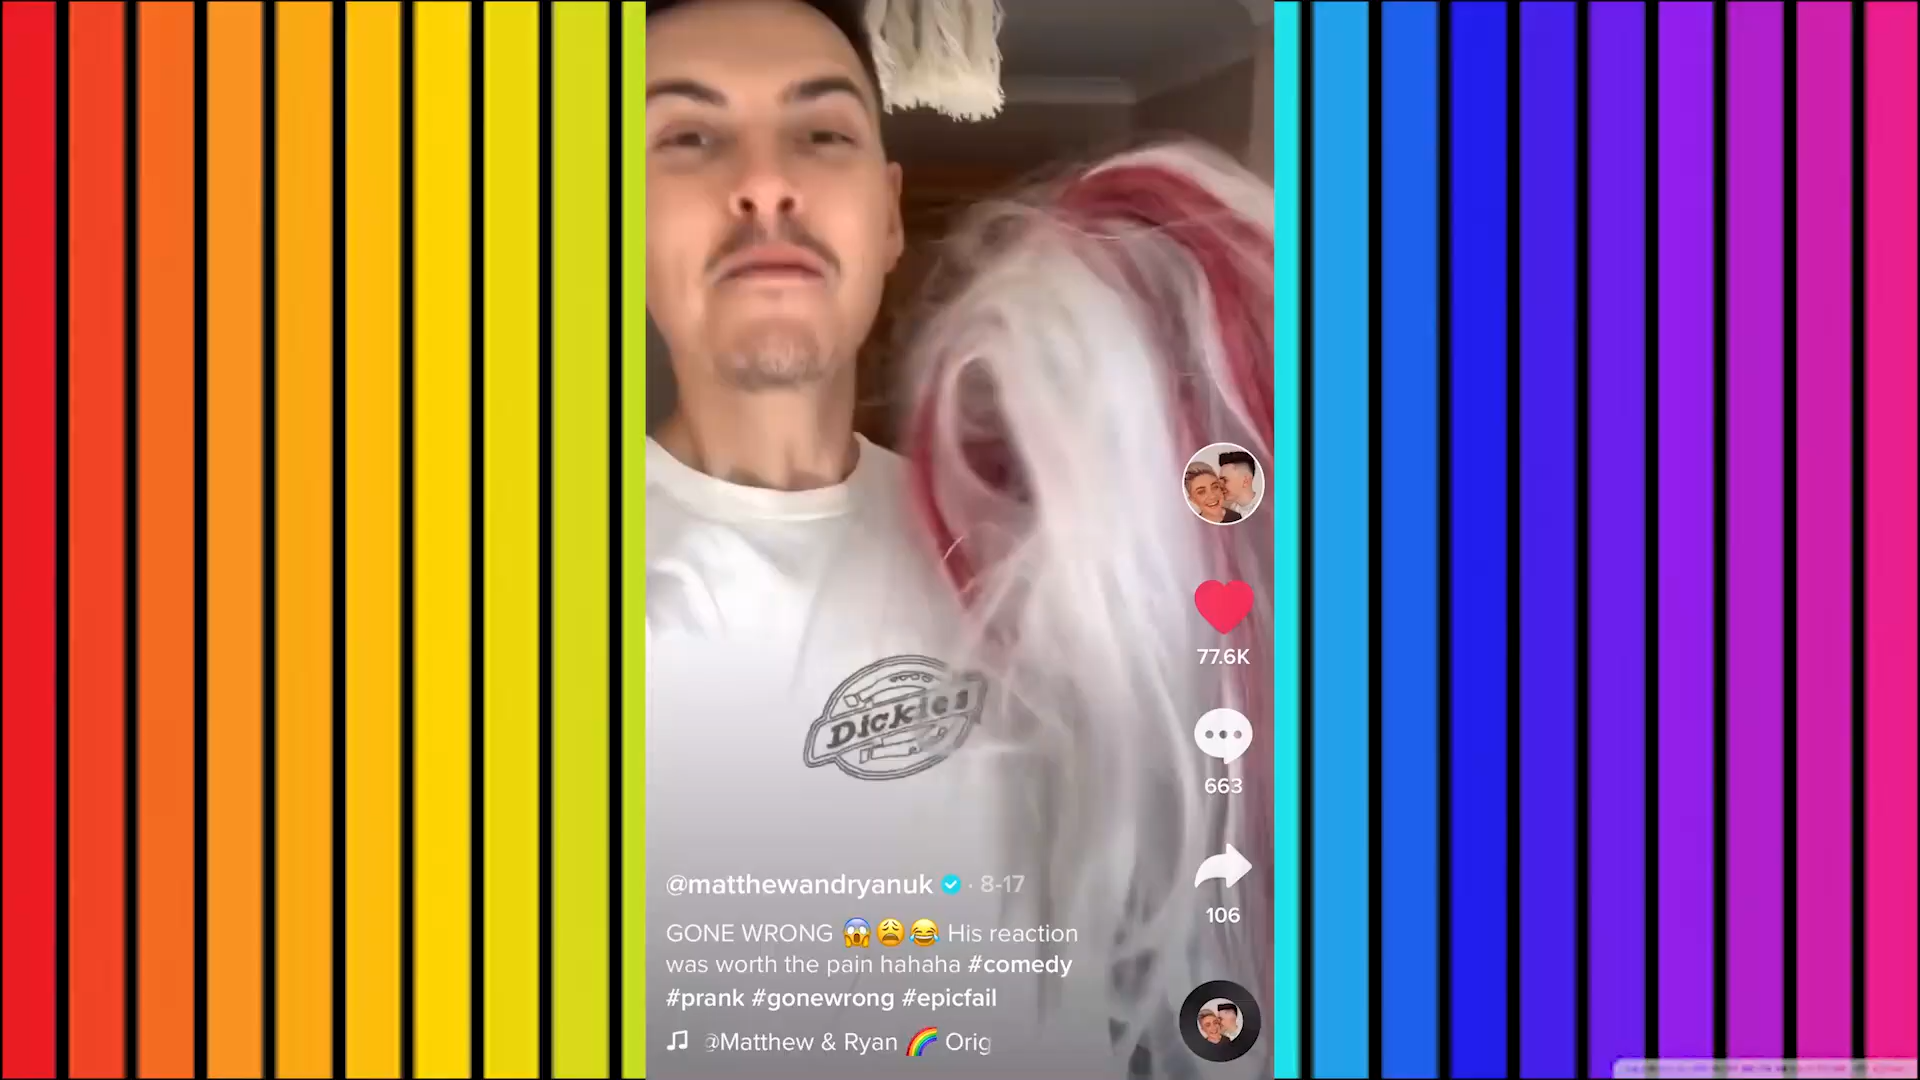 Dickies
77.6K
663
106
@matthewandryanuk · 8-17
GONE WRONG 😱😩😂 His reaction
was worth the pain hahaha #comedy
#prank #gonewrong #epicfail
@Matthew & Ryan 🌈 Orig